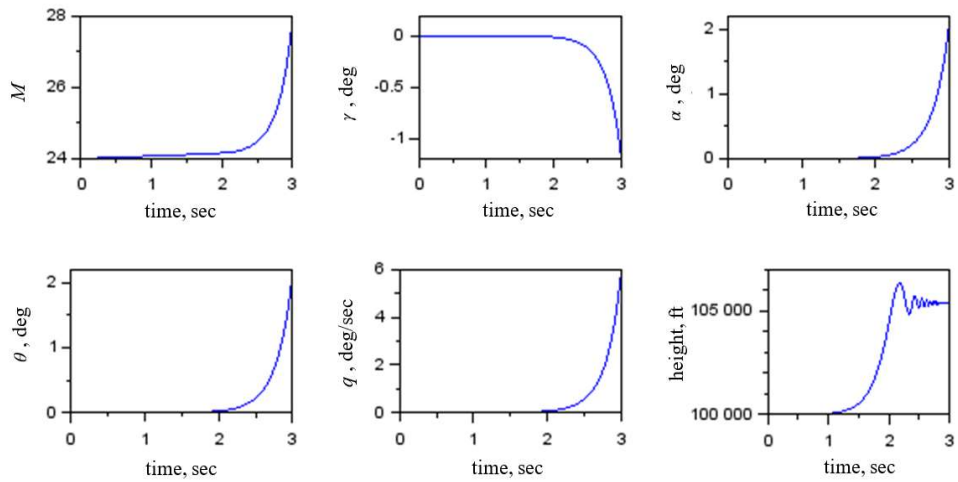 28
26
24
M
0 1 2 3
time, sec
0
-0.5
-1
γ , deg
0 1 2 3
time, sec
2
1
0
α , deg
0 1 2 3
time, sec
2
1
0
θ , deg
0 1 2 3
time, sec
6
4
2
0
q , deg/sec
0 1 2 3
time, sec
105 000
100 000
height, ft
0 1 2 3
time, sec